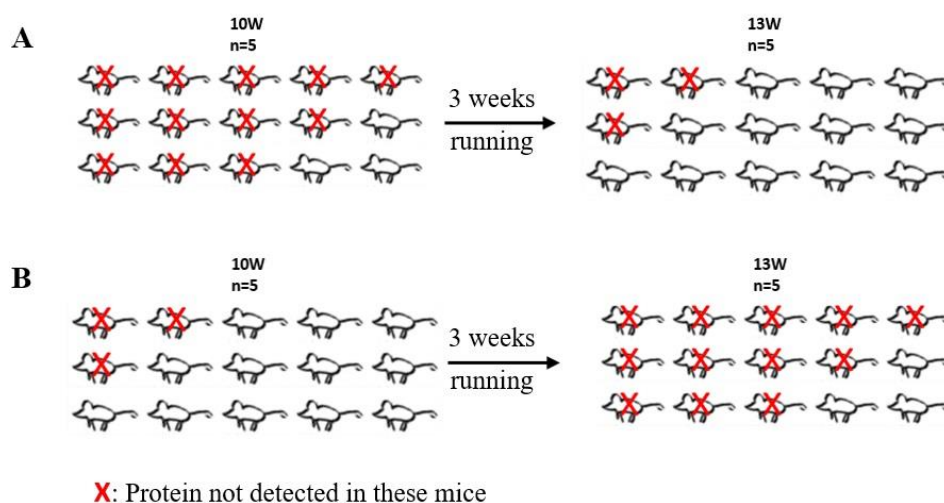 A
10W
n=5
13W
n=5
3 weeks
running
B
10W
n=5
13W
n=5
3 weeks
running
X: Protein not detected in these mice